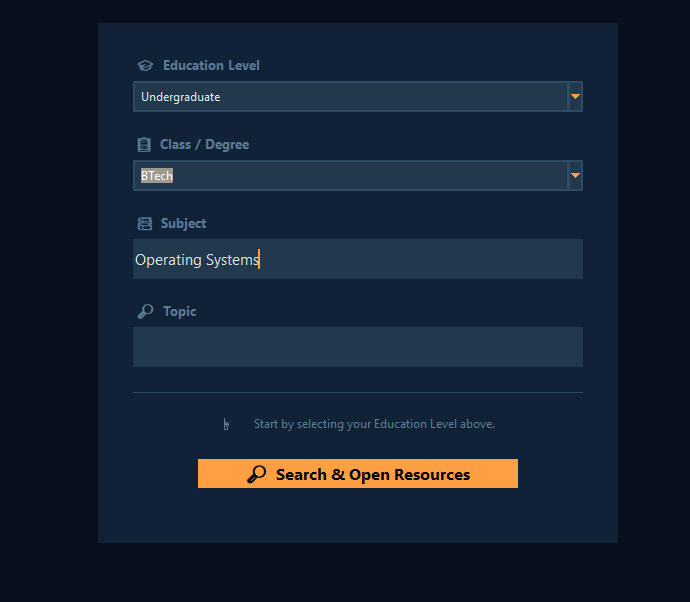 Education Level
Undergraduate
Class / Degree
BTech
Subject
Operating Systems
Topic
Start by selecting your Education Level above.
Search & Open Resources